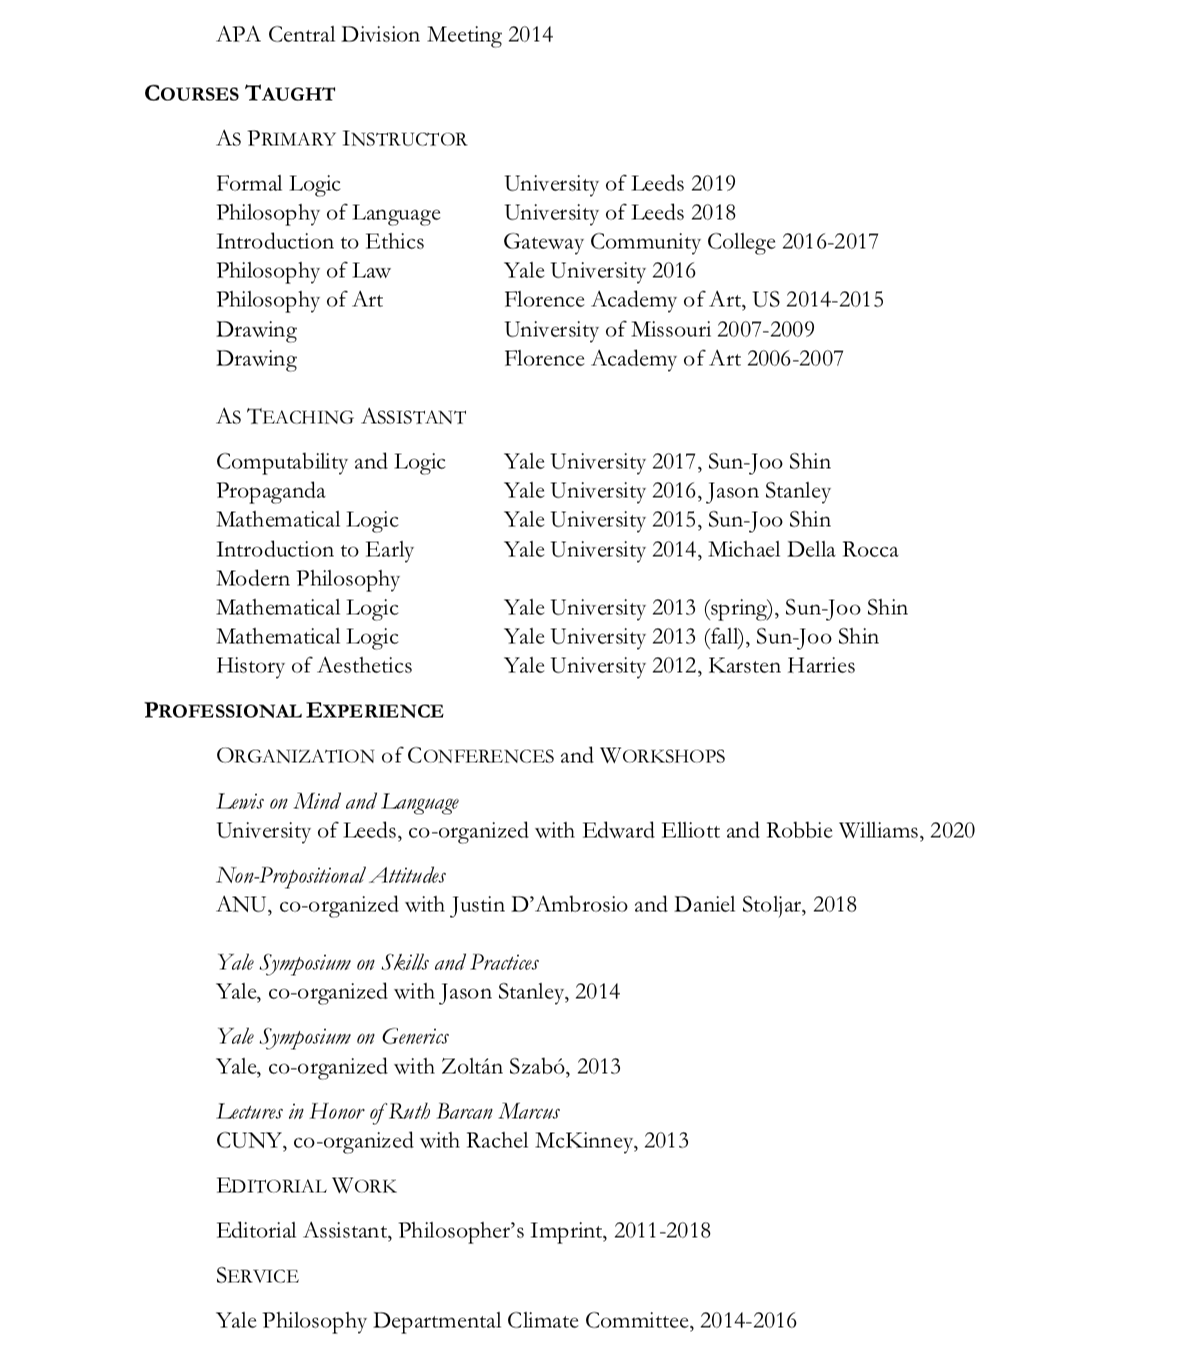 APA Central Division Meeting 2014
COURSES TAUGHT
AS PRIMARY INSTRUCTOR
Formal Logic University of Leeds 2019
Philosophy of Language University of Leeds 2018
Introduction to Ethics Gateway Community College 2016-2017
Philosophy of Law Yale University 2016
Philosophy of Art Florence Academy of Art, US 2014-2015
Drawing University of Missouri 2007-2009
Drawing Florence Academy of Art 2006-2007
AS TEACHING ASSISTANT
Computability and Logic Yale University 2017, Sun-Joo Shin
Propaganda Yale University 2016, Jason Stanley
Mathematical Logic Yale University 2015, Sun-Joo Shin
Introduction to Early Yale University 2014, Michael Della Rocca
Modern Philosophy
Mathematical Logic Yale University 2013 (spring), Sun-Joo Shin
Mathematical Logic Yale University 2013 (fall), Sun-Joo Shin
History of Aesthetics Yale University 2012, Karsten Harries
PROFESSIONAL EXPERIENCE
ORGANIZATION of CONFERENCES and WORKSHOPS
Lewis on Mind and Language
University of Leeds, co-organized with Edward Elliott and Robbie Williams, 2020
Non-Propositional Attitudes
ANU, co-organized with Justin D’Ambrosio and Daniel Stoljar, 2018
Yale Symposium on Skills and Practices
Yale, co-organized with Jason Stanley, 2014
Yale Symposium on Generics
Yale, co-organized with Zoltán Szabó, 2013
Lectures in Honor of Ruth Barcan Marcus
CUNY, co-organized with Rachel McKinney, 2013
EDITORIAL WORK
Editorial Assistant, Philosopher’s Imprint, 2011-2018
SERVICE
Yale Philosophy Departmental Climate Committee, 2014-2016